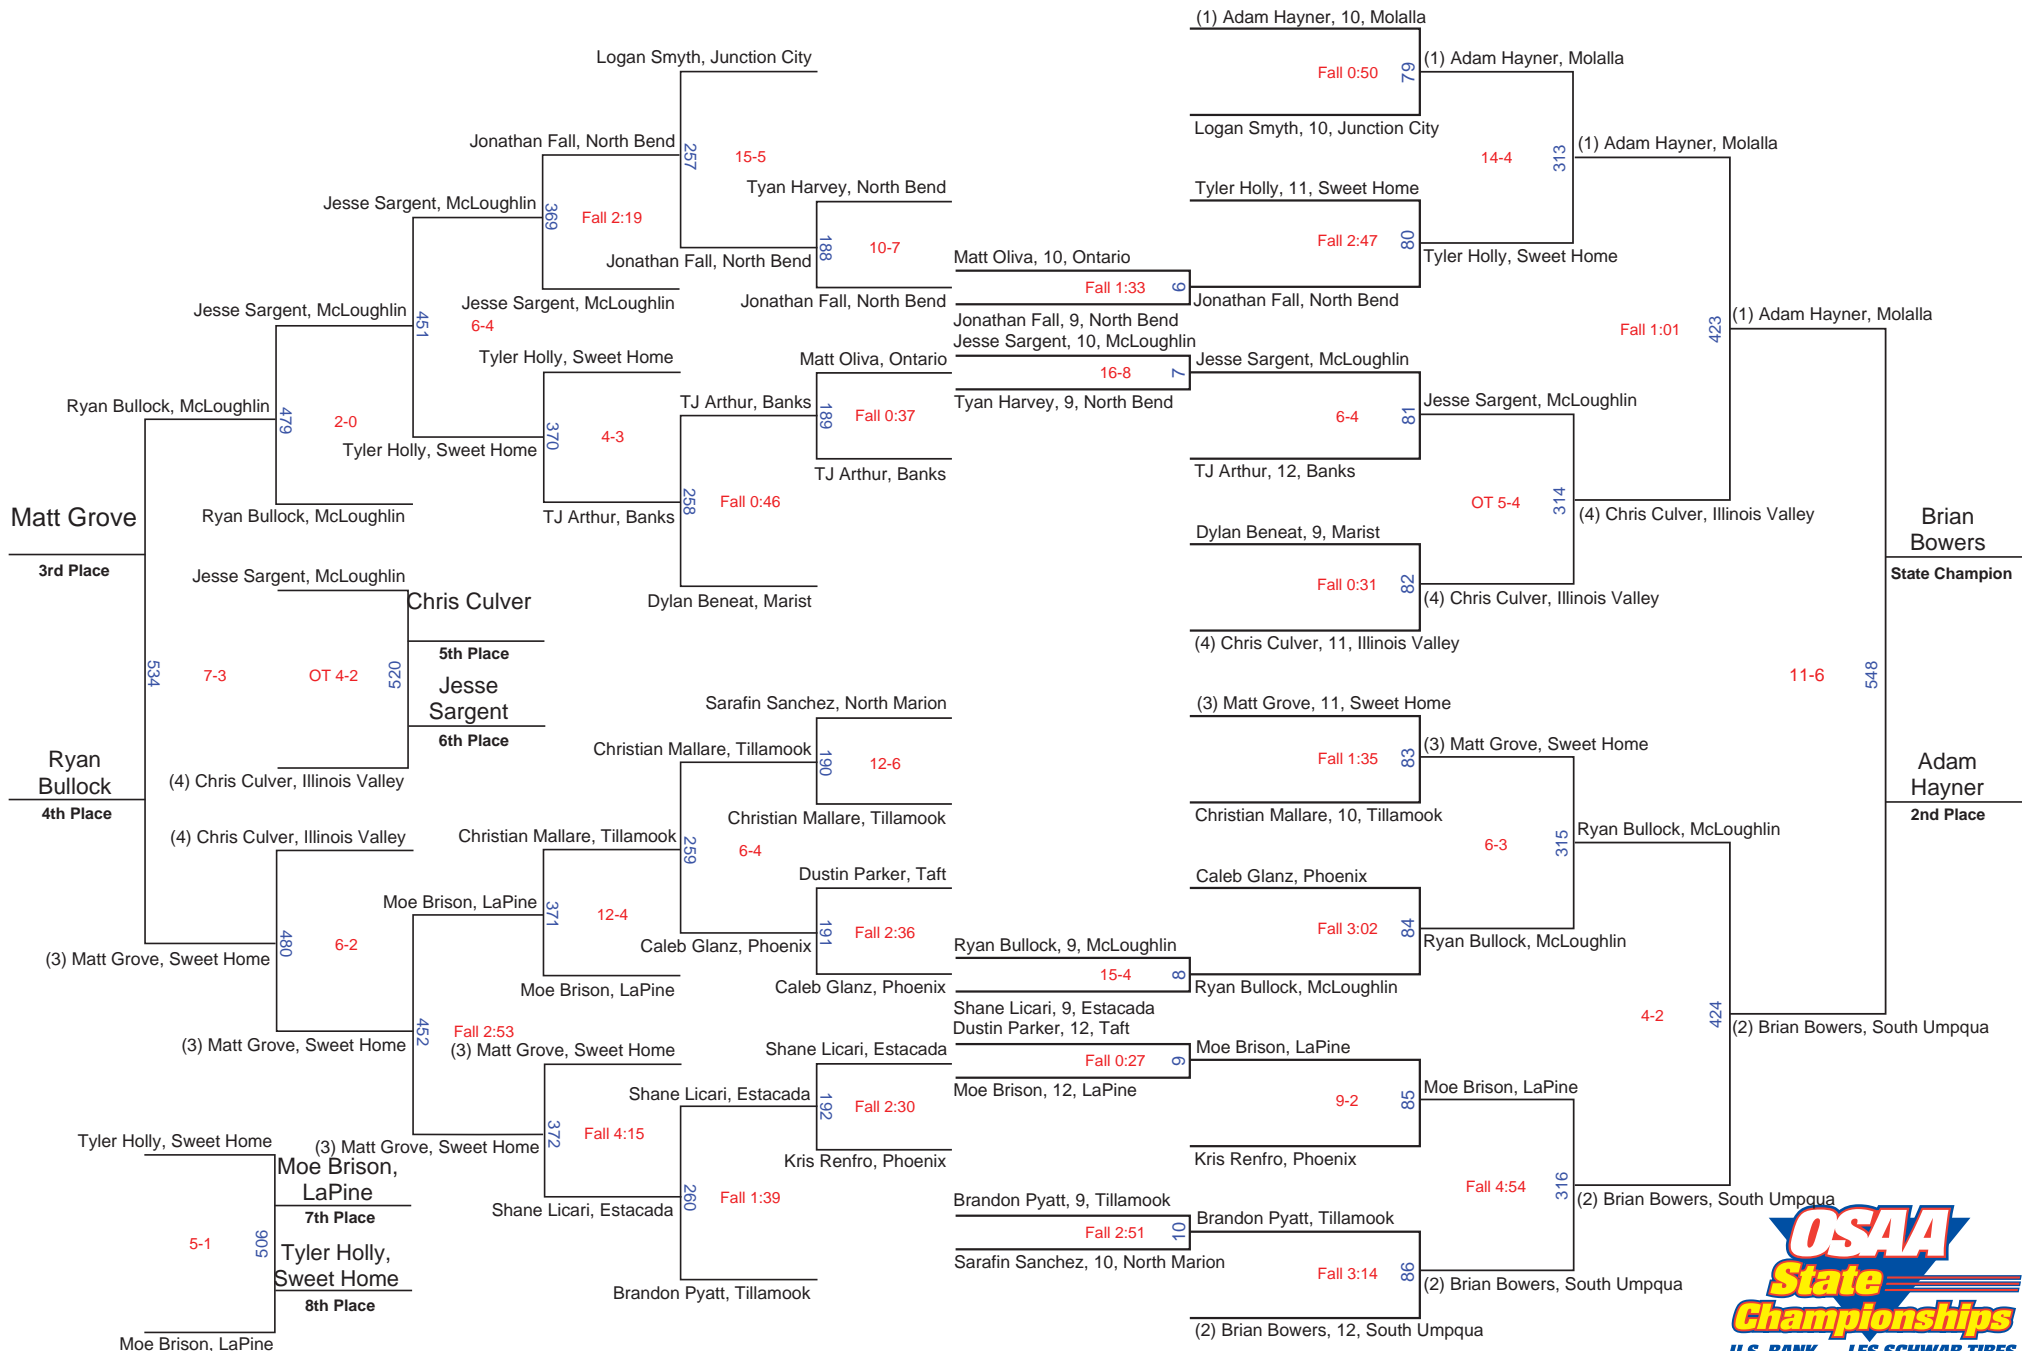 (1) Adam Hayner, 10, Molalla
Logan Smyth, Junction City
(1) Adam Hayner, Molalla
Fall 0:50
79
Logan Smyth, 10, Junction City
Jonathan Fall, North Bend
257
15-5
14-4
313
(1) Adam Hayner, Molalla
Tyan Harvey, North Bend
Tyler Holly, 11, Sweet Home
Jesse Sargent, McLoughlin
369
Fall 2:19
188
10-7
Fall 2:47
80
Jonathan Fall, North Bend
Matt Oliva, 10, Ontario
Tyler Holly, Sweet Home
Fall 1:33
6
Jonathan Fall, North Bend
Jonathan Fall, North Bend
Jesse Sargent, McLoughlin
Jesse Sargent, McLoughlin
451
6-4
Jonathan Fall, 9, North Bend
Fall 1:01
423
(1) Adam Hayner, Molalla
Jesse Sargent, 10, McLoughlin
Tyler Holly, Sweet Home
Matt Oliva, Ontario
16-8
7
Jesse Sargent, McLoughlin
Ryan Bullock, McLoughlin
479
2-0
TJ Arthur, Banks
189
Fall 0:37
Tyan Harvey, 9, North Bend
6-4
81
Jesse Sargent, McLoughlin
Tyler Holly, Sweet Home
370
4-3
TJ Arthur, Banks
TJ Arthur, 12, Banks
Ryan Bullock, McLoughlin
TJ Arthur, Banks
258
Fall 0:46
OT 5-4
314
(4) Chris Culver, Illinois Valley
Matt Grove
3rd Place
Dylan Beneat, 9, Marist
Brian
Bowers
State Champion
Jesse Sargent, McLoughlin
Chris Culver
5th Place
Dylan Beneat, Marist
Fall 0:31
82
(4) Chris Culver, Illinois Valley
(4) Chris Culver, 11, Illinois Valley
534
7-3
OT 4-2
520
Jesse
Sargent
6th Place
11-6
548
Sarafin Sanchez, North Marion
(3) Matt Grove, 11, Sweet Home
Ryan
Bullock
4th Place
(4) Chris Culver, Illinois Valley
Christian Mallare, Tillamook
190
12-6
Fall 1:35
83
(3) Matt Grove, Sweet Home
Adam
Hayner
2nd Place
Christian Mallare, Tillamook
Christian Mallare, 10, Tillamook
(4) Chris Culver, Illinois Valley
Christian Mallare, Tillamook
259
6-4
6-3
315
Ryan Bullock, McLoughlin
Dustin Parker, Taft
Caleb Glanz, Phoenix
Moe Brison, LaPine
371
12-4
191
Fall 2:36
Fall 3:02
84
480
6-2
Caleb Glanz, Phoenix
Ryan Bullock, 9, McLoughlin
Ryan Bullock, McLoughlin
(3) Matt Grove, Sweet Home
15-4
8
Moe Brison, LaPine
Caleb Glanz, Phoenix
Ryan Bullock, McLoughlin
Shane Licari, 9, Estacada
4-2
424
(2) Brian Bowers, South Umpqua
(3) Matt Grove, Sweet Home
452
Fall 2:53
Dustin Parker, 12, Taft
(3) Matt Grove, Sweet Home
Shane Licari, Estacada
Fall 0:27
9
Moe Brison, LaPine
Shane Licari, Estacada
192
Fall 2:30
Moe Brison, 12, LaPine
9-2
85
Moe Brison, LaPine
Tyler Holly, Sweet Home
(3) Matt Grove, Sweet Home
372
Fall 4:15
Kris Renfro, Phoenix
Kris Renfro, Phoenix
Moe Brison,
LaPine
7th Place
Shane Licari, Estacada
260
Fall 1:39
Brandon Pyatt, 9, Tillamook
Fall 4:54
316
(2) Brian Bowers, South Umpqua
5-1
506
Fall 2:51
10
Brandon Pyatt, Tillamook
Tyler Holly,
Sweet Home
8th Place
Sarafin Sanchez, 10, North Marion
Fall 3:14
86
(2) Brian Bowers, South Umpqua
Brandon Pyatt, Tillamook
(2) Brian Bowers, 12, South Umpqua
Moe Brison, LaPine
OSAA
State
Championships
U.S. BANK LES SCHWAB TIRES